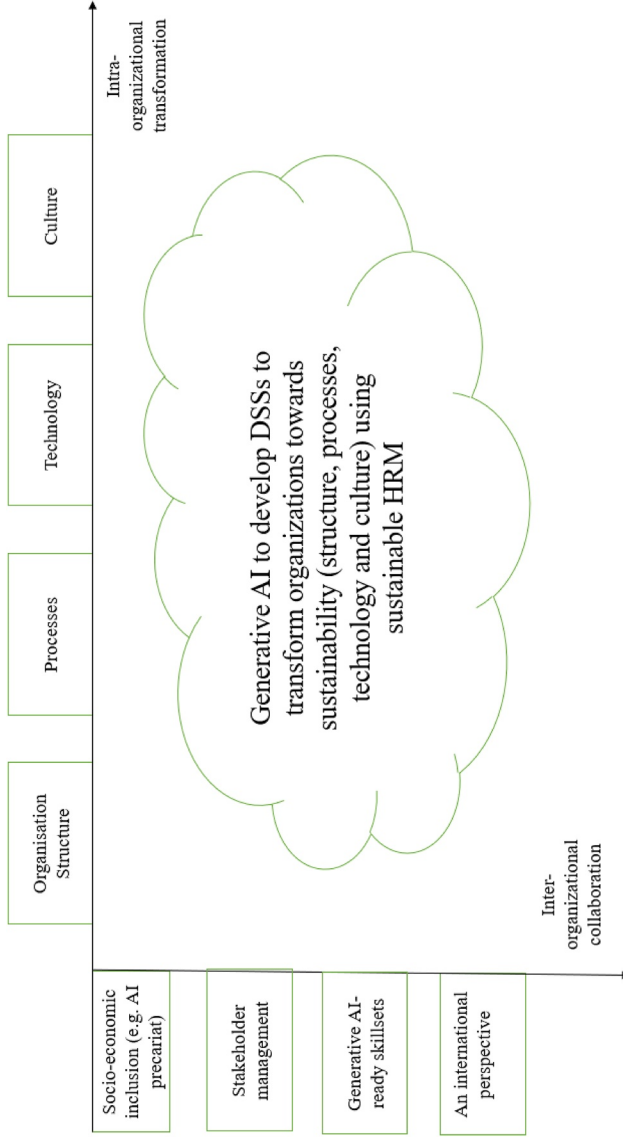 Socio-economic
inclusion (e.g. AI
precariat)
Stakeholder
management
Generative AI-
ready skillsets
An international
perspective
Organisation
Structure
Processes
Technology
Culture
Intra-
organizational
transformation
Generative AI to develop DSSs to
transform organizations towards
sustainability (structure, processes,
technology and culture) using
sustainable HRM
Inter-
organizational
collaboration